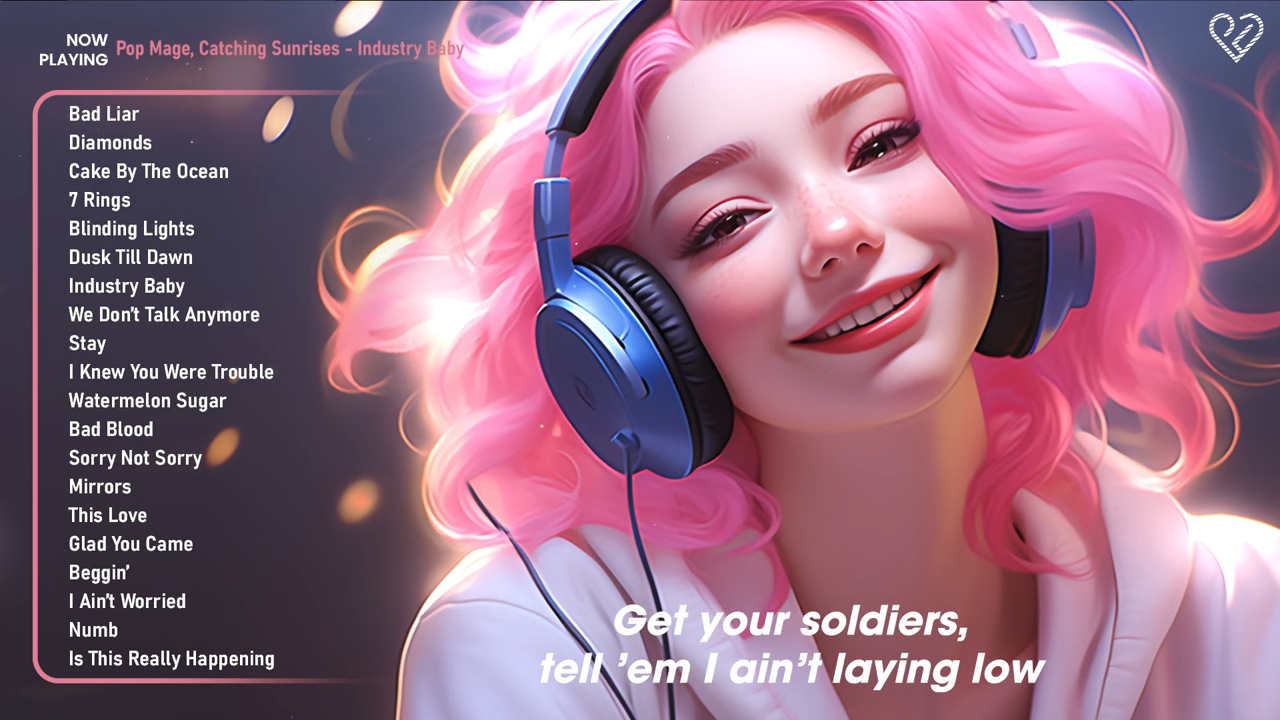 NOW
PLAYING
Pop Mage, Catching Sunrises - Industry Baby
Bad Liar
Diamonds
Cake By The Ocean
7 Rings
Blinding Lights
Dusk Till Dawn
Industry Baby
We Don't Talk Anymore
Stay
I Knew You Were Trouble
Watermelon Sugar
Bad Blood
Sorry Not Sorry
Mirrors
This Love
Glad You Came
Beggin'
I Ain't Worried
Numb
Is This Really Happening
Get your soldiers,
tell 'em I ain't laying low